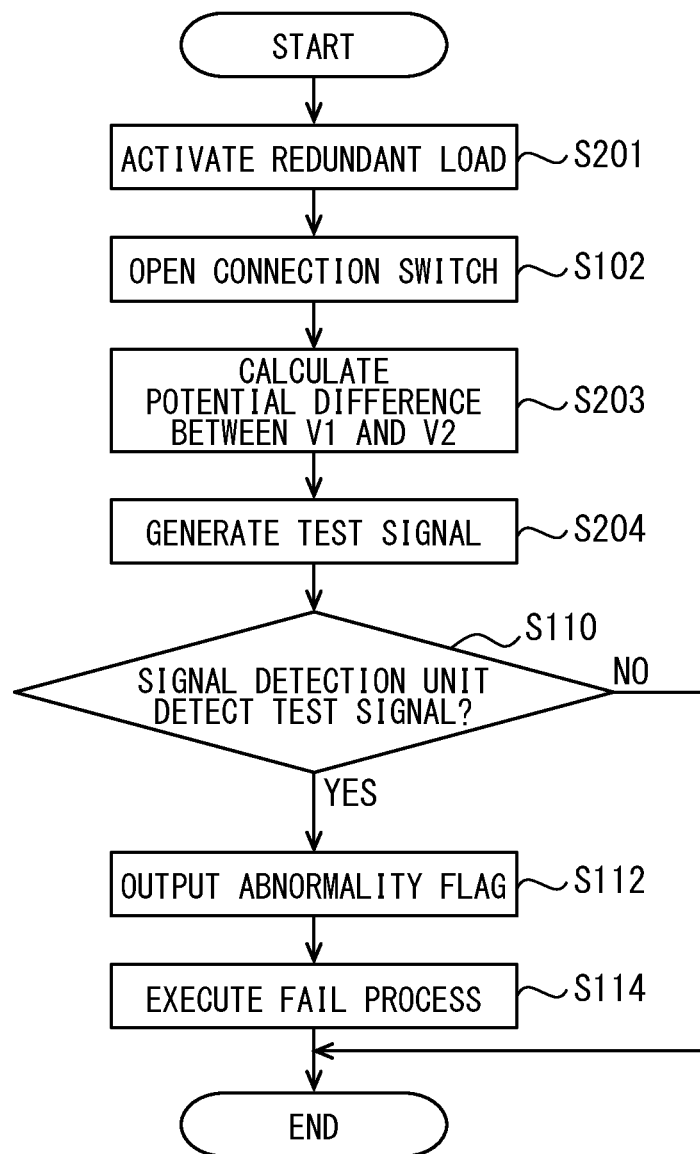 START
ACTIVATE REDUNDANT LOAD S201
OPEN CONNECTION SWITCH S102
CALCULATE
POTENTIAL DIFFERENCE
BETWEEN V1 AND V2
S203
GENERATE TEST SIGNAL S204
S110
SIGNAL DETECTION UNIT
DETECT TEST SIGNAL?
NO
YES
OUTPUT ABNORMALITY FLAG S112
EXECUTE FAIL PROCESS S114
END